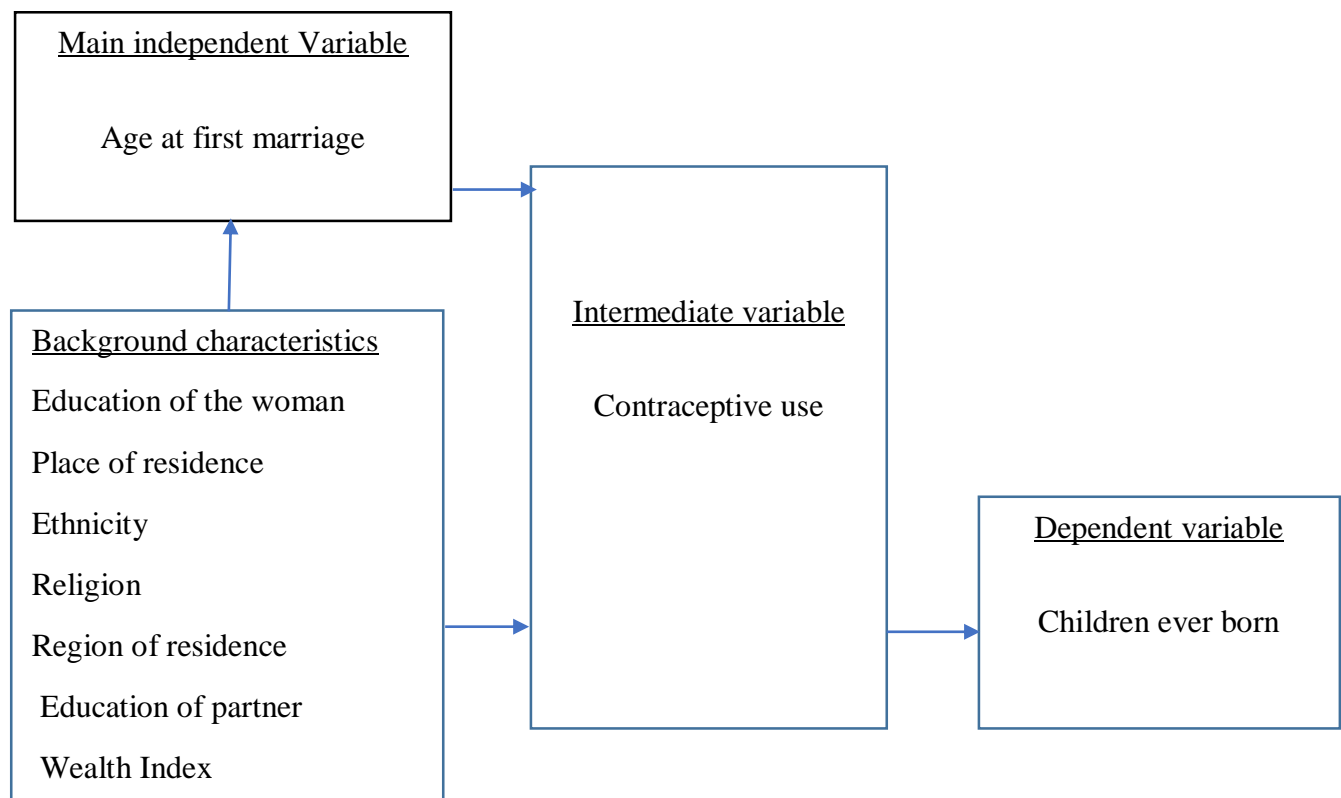 Main independent Variable
Age at first marriage
Background characteristics
Education of the woman
Place of residence
Ethnicity
Religion
Region of residence
Education of partner
Wealth Index
Intermediate variable
Contraceptive use
Dependent variable
Children ever born